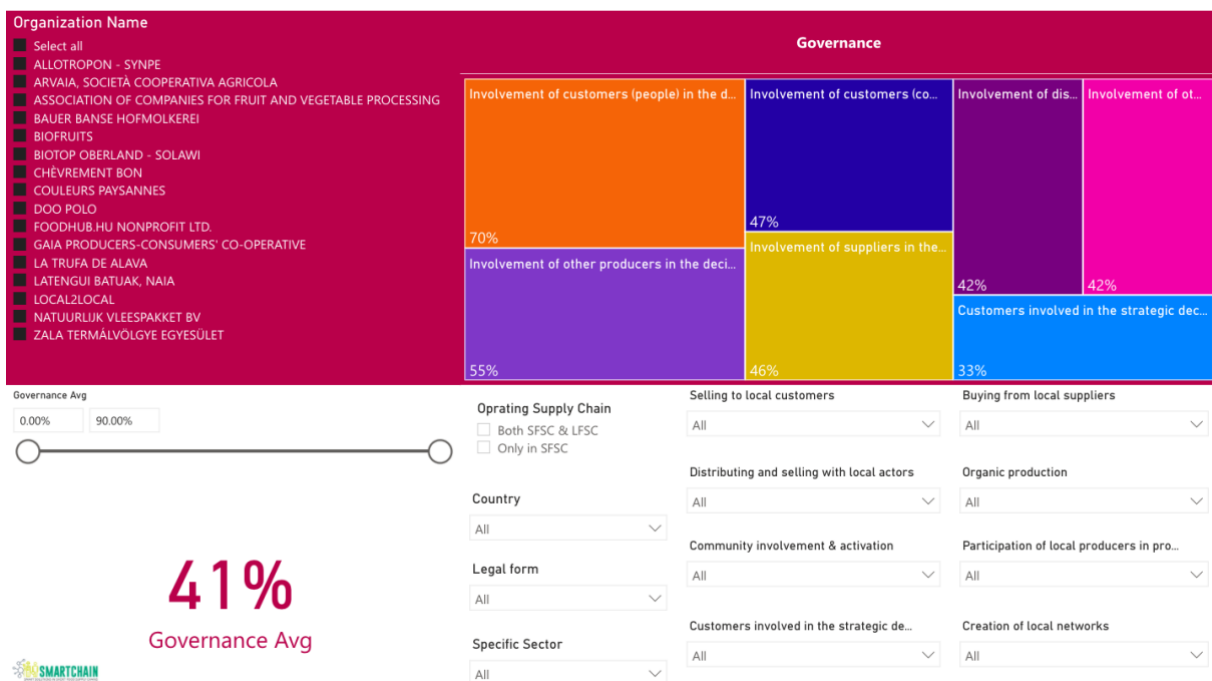 Organization Name
Select all
ALLOTROPON - SYNPE
ARVAIA, SOCIETÀ COOPERATIVA AGRICOLA
ASSOCIATION OF COMPANIES FOR FRUIT AND VEGETABLE PROCESSING
BAUER BANSE HOFMOLKEREI
BIOFRUITS
BIOTOP OBERLAND - SOLAWI
CHÈVREMENT BON
COULEURS PAYSANNES
DOO POLO
FOODHUB.HU NONPROFIT LTD.
GAIA PRODUCERS-CONSUMERS' CO-OPERATIVE
LA TRUFA DE ALAVA
LATENGUI BATUAK, NAIA
LOCAL2LOCAL
NATUURLIJK VLEESPAKKET BV
ZALA TERMÁLVÖLGYE EGYESÜLET
Governance
Involvement of customers (people) in the d...
70%
Involvement of other producers in the deci...
55%
Involvement of customers (co...
47%
Involvement of suppliers in the...
46%
Involvement of dis...
42%
Involvement of ot...
42%
Customers involved in the strategic dec...
33%
Governance Avg
0.00% 90.00%
41%
Governance Avg
SMARTCHAIN
Oprating Supply Chain
Both SFSC & LFSC
Only in SFSC
Country
All
Legal form
All
Specific Sector
All
Selling to local customers
All
Distributing and selling with local actors
All
Community involvement & activation
All
Customers involved in the strategic de...
All
Buying from local suppliers
All
Organic production
All
Participation of local producers in pro...
All
Creation of local networks
All